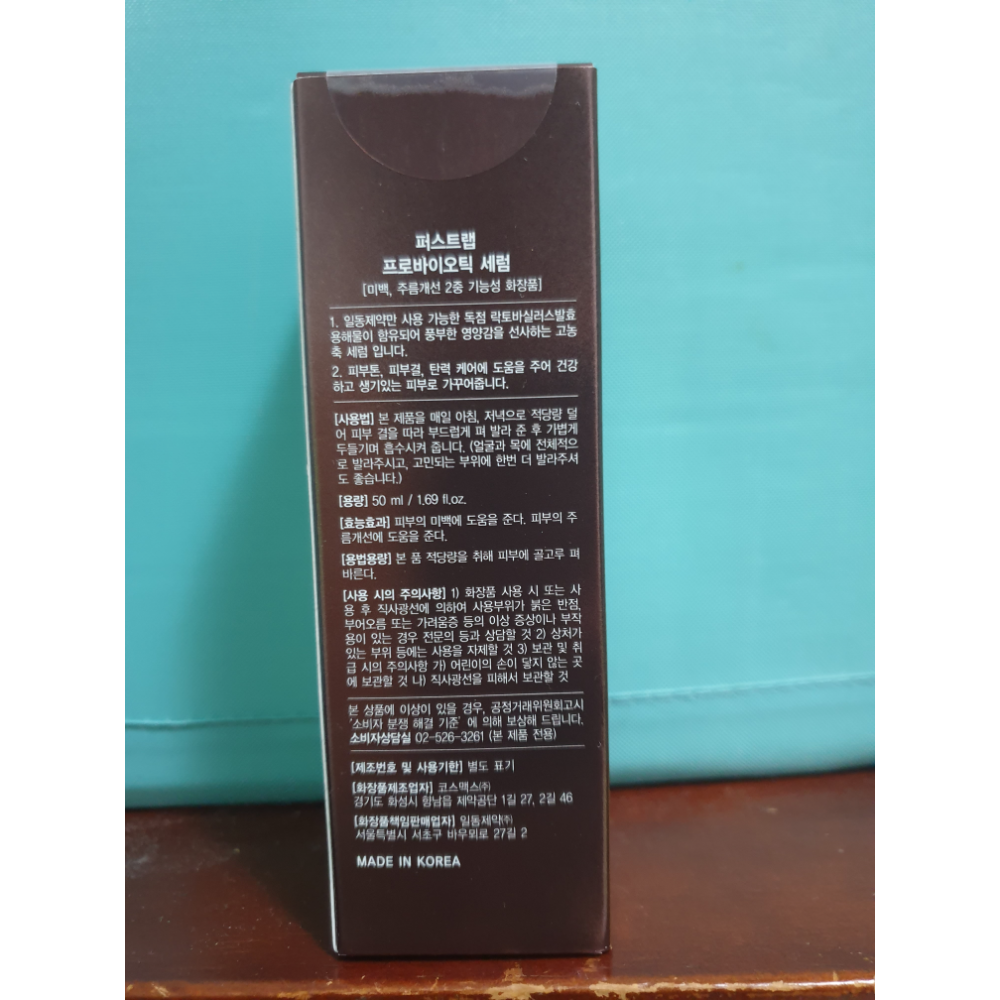 퍼스트랩
프로바이오틱 세럼
[미백, 주름개선 2중 기능성 화장품]
1. 일동제약만 사용 가능한 독점 락토바실러스발효
용해물이 함유되어 풍부한 영양감을 선사하는 고농
축 세럼 입니다.
2. 피부톤, 피부결, 탄력 케어에 도움을 주어 건강
하고 생기있는 피부로 가꾸어줍니다.
[사용법] 본 제품을 매일 아침, 저녁으로 적당량 덜
어 피부 결을 따라 부드럽게 펴 발라 준 후 가볍게
두들기며 흡수시켜 줍니다. (얼굴과 목에 전체적으
로 발라주시고, 고민되는 부위에 한번 더 발라주셔
도 좋습니다.)
[용량] 50 ml / 1.69 fl.oz.
[효능효과] 피부의 미백에 도움을 준다. 피부의 주
름개선에 도움을 준다.
[용법용량] 본 품 적당량을 취해 피부에 골고루 펴
바른다.
[사용 시의 주의사항] 1) 화장품 사용 시 또는 사
용 후 직사광선에 의하여 사용부위가 붉은 반점,
부어오름 또는 가려움증 등의 이상 증상이나 부작
용이 있는 경우 전문의 등과 상담할 것 2) 상처가
있는 부위 등에는 사용을 자제할 것 3) 보관 및 취
급 시의 주의사항 가) 어린이의 손이 닿지 않는 곳
에 보관할 것 나) 직사광선을 피해서 보관할 것
본 상품에 이상이 있을 경우, 공정거래위원회고시
'소비자 분쟁 해결 기준' 에 의해 보상해 드립니다.
소비자상담실 02-526-3261 (본 제품 전용)
[제조번호 및 사용기한] 별도 표기
[화장품제조업자] 코스맥스㈜
경기도 화성시 향남읍 제약공단 1길 27, 2길 46
[화장품책임판매업자] 일동제약㈜
서울특별시 서초구 바우뫼로 27길 2
MADE IN KOREA